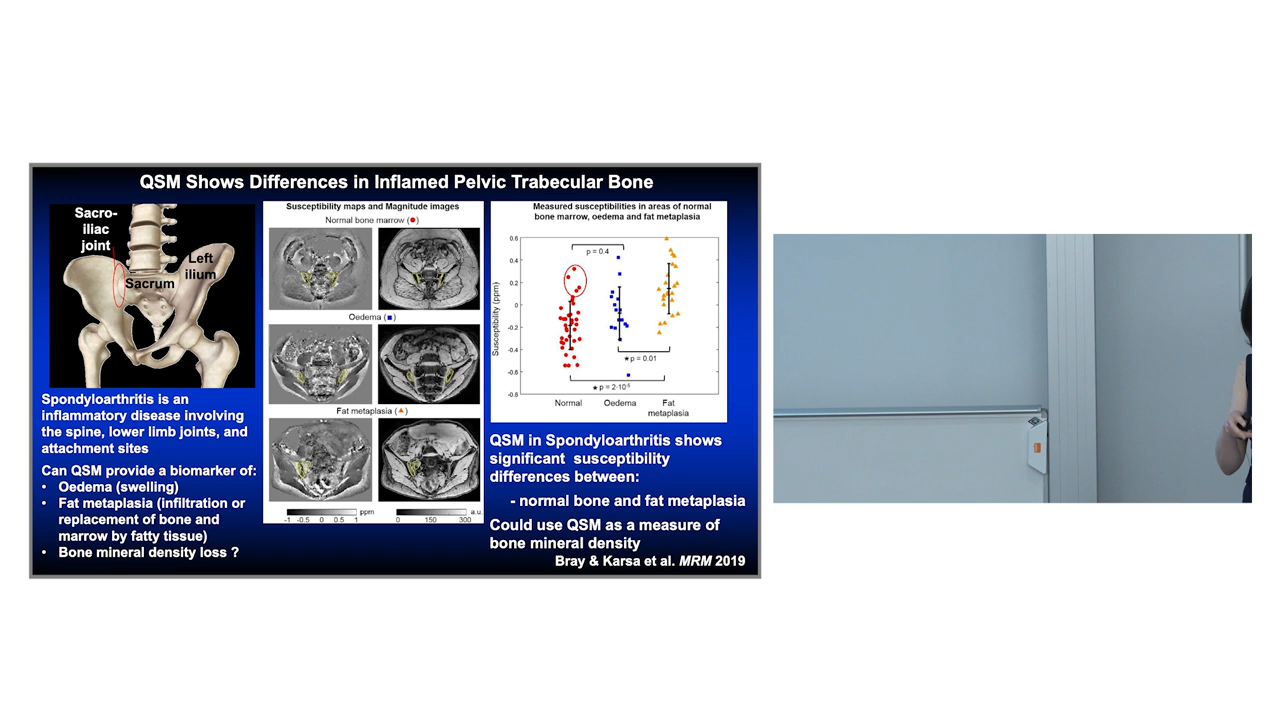 QSM Shows Differences in Inflamed Pelvic Trabecular Bone
Sacro-
iliac
joint
Left
ilium
Sacrum
Spondyloarthritis is an
inflammatory disease involving
the spine, lower limb joints, and
attachment sites
Can QSM provide a biomarker of:
• Oedema (swelling)
• Fat metaplasia (infiltration or
replacement of bone and
marrow by fatty tissue)
• Bone mineral density loss ?
Susceptibility maps and Magnitude images
Normal bone marrow (●)
Oedema (■)
Fat metaplasia (▲)
-1 -0.5 0 0.5 1 ppm
0 150 300 a.u.
Measured susceptibilities in areas of normal
bone marrow, oedema and fat metaplasia
Susceptibility (ppm)
0.6
0.4
0.2
0
-0.2
-0.4
-0.6
-0.8
p = 0.4
★p = 0.01
★p = 2·10⁻⁵
Normal Oedema Fat
metaplasia
QSM in Spondyloarthritis shows
significant susceptibility
differences between:
- normal bone and fat metaplasia
Could use QSM as a measure of
bone mineral density
Bray & Karsa et al. MRM 2019